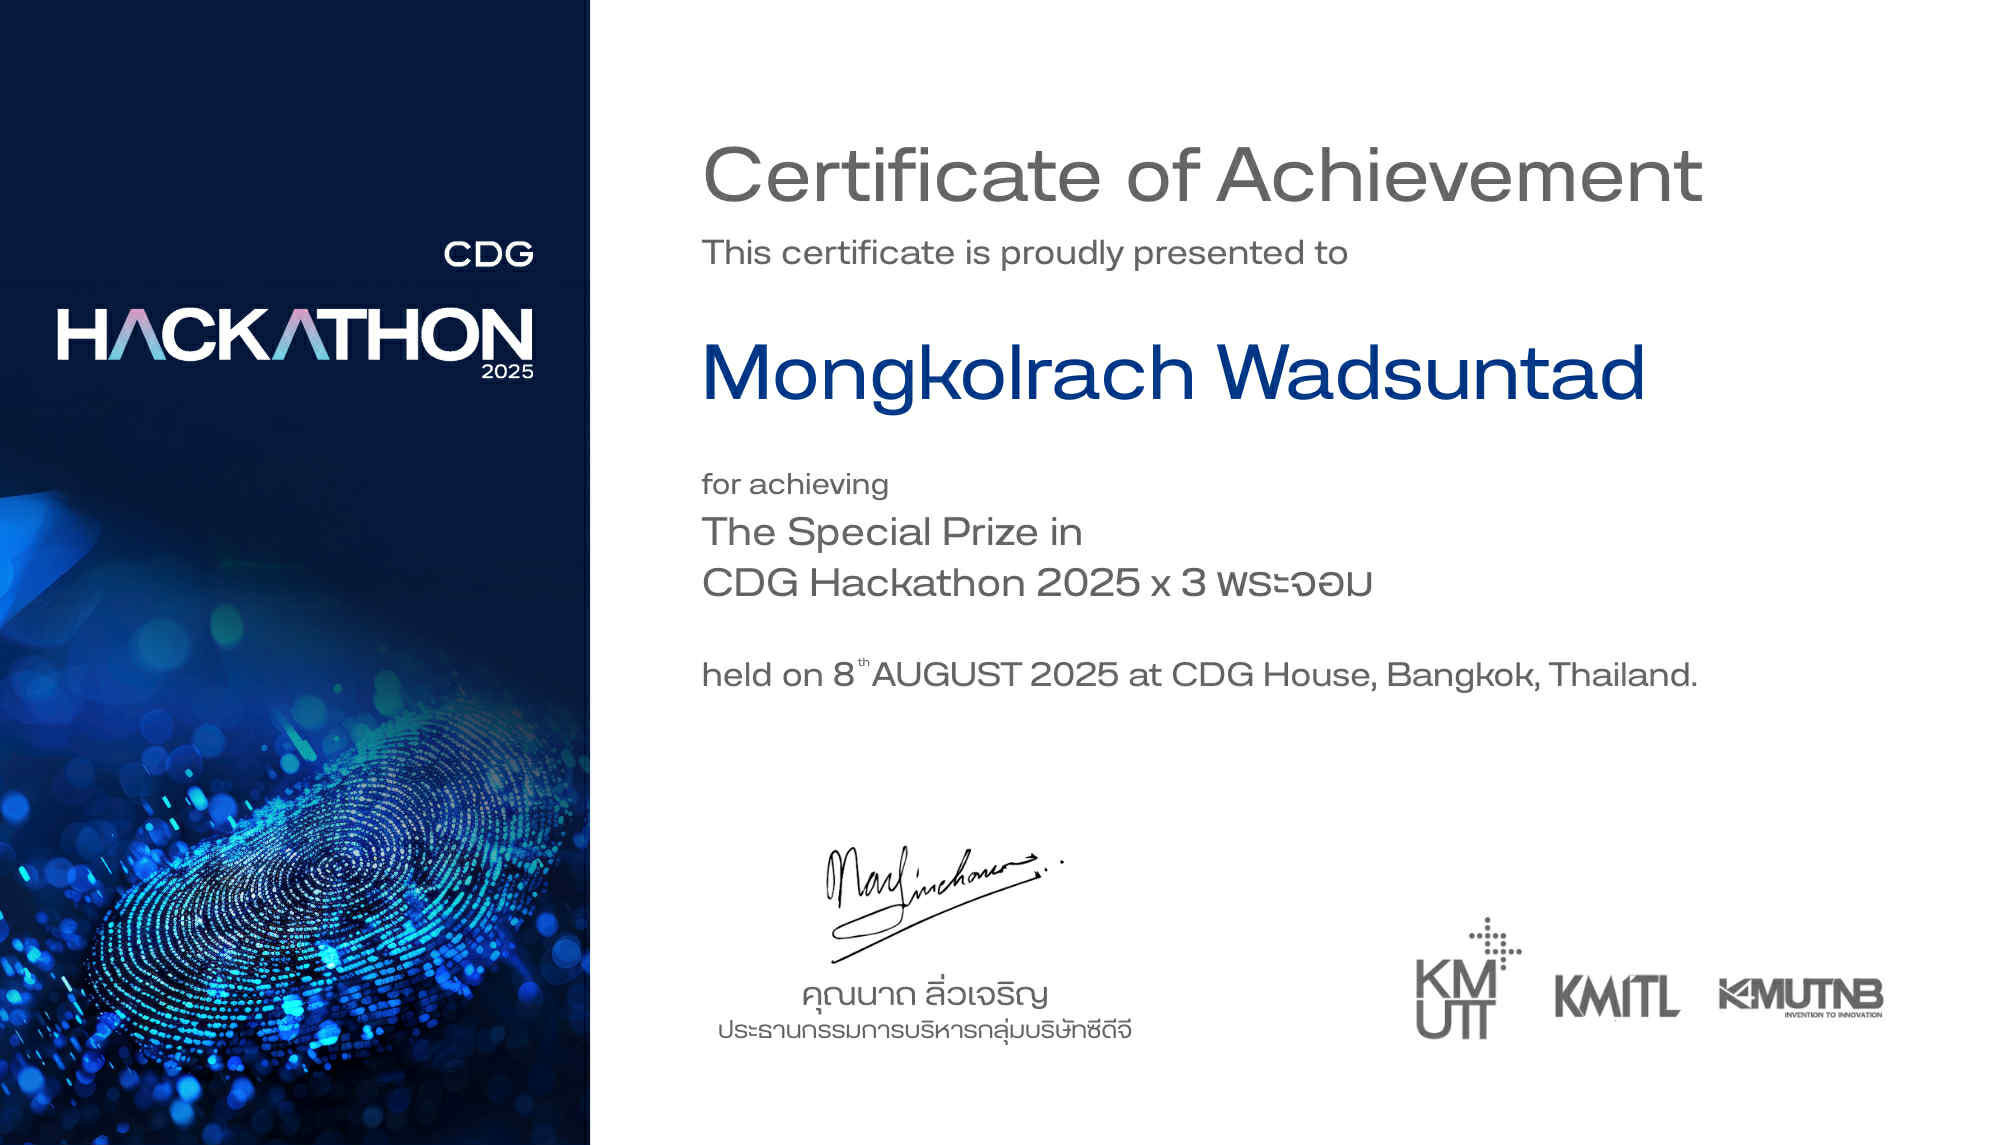 CDG
HACKATHON
2025
Certificate of Achievement
This certificate is proudly presented to
Mongkolrach Wadsuntad
for achieving
The Special Prize in
CDG Hackathon 2025 x 3 พระจอม
held on 8th AUGUST 2025 at CDG House, Bangkok, Thailand.
คุณนาถ ลิ่วเจริญ
ประธานกรรมการบริหารกลุ่มบริษัทซีดีจี
KM
UTT
KMITL
KMUTNB
INVENTION TO INNOVATION